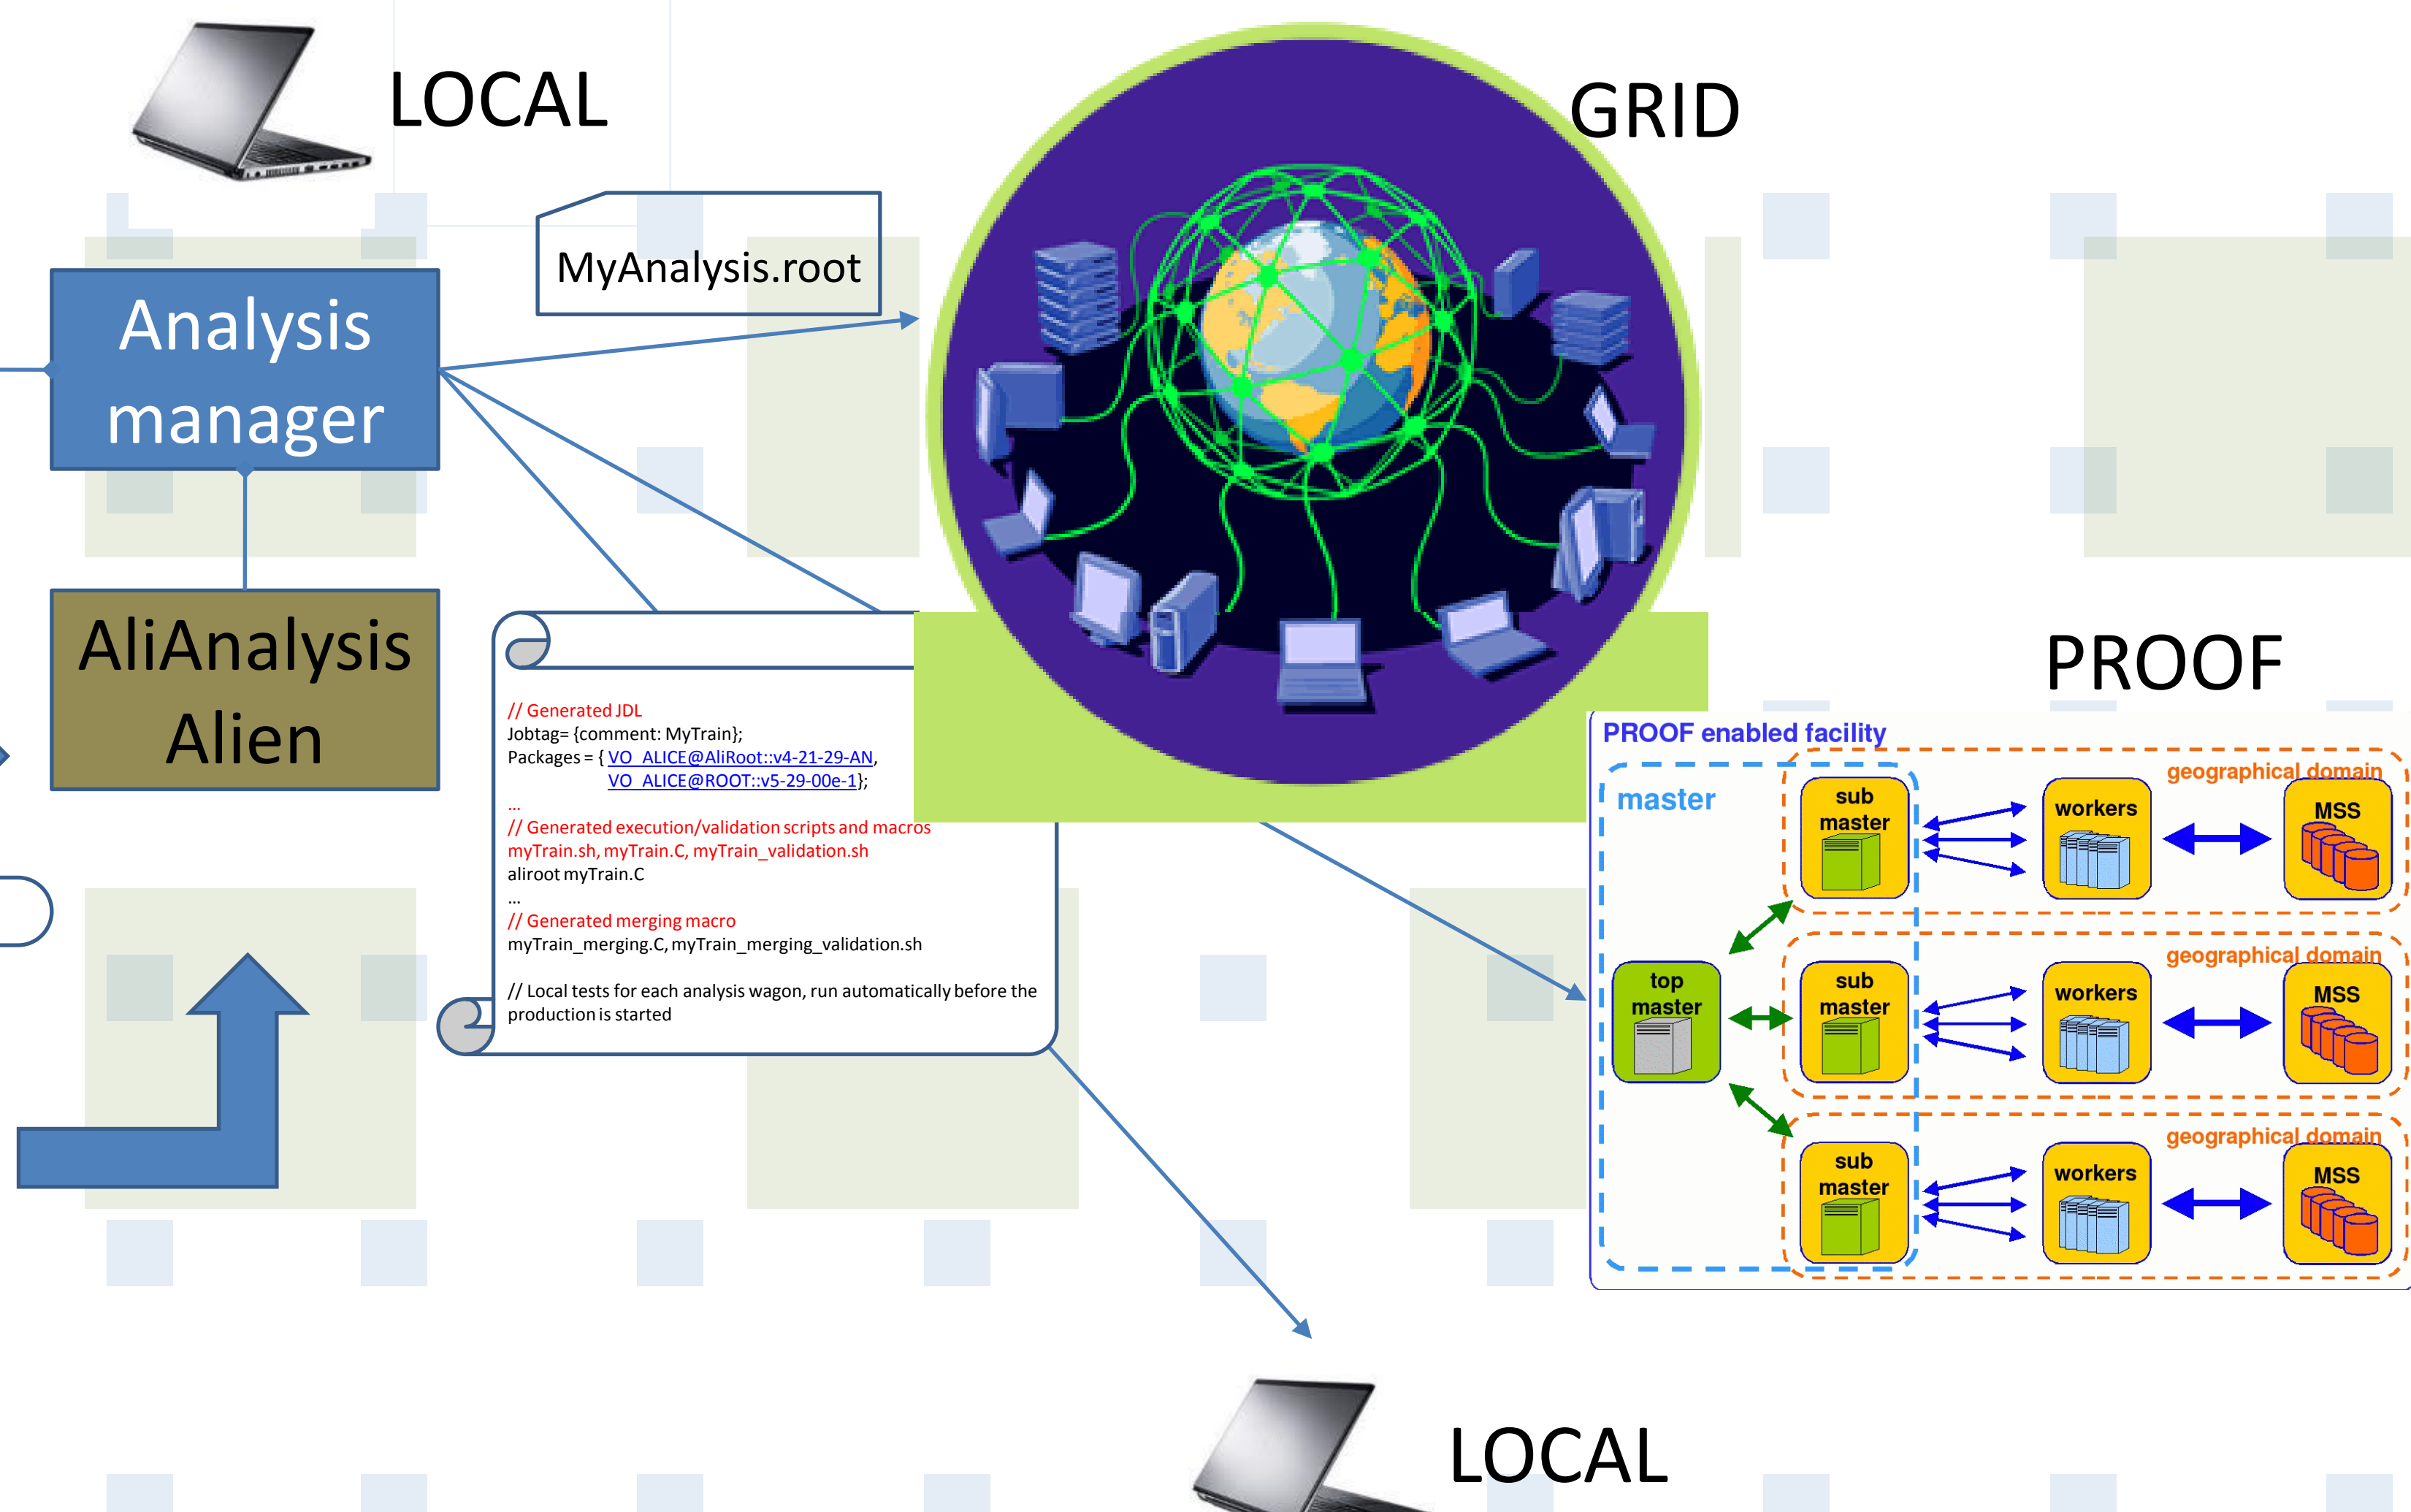 LOCAL
GRID
MyAnalysis.root
Analysis
manager
AliAnalysis
Alien
// Generated JDL
Jobtag= {comment: MyTrain};
Packages = { VO_ALICE@AliRoot::v4-21-29-AN,
VO_ALICE@ROOT::v5-29-00e-1};
...
// Generated execution/validation scripts and macros
myTrain.sh, myTrain.C, myTrain_validation.sh
aliroot myTrain.C
...
// Generated merging macro
myTrain_merging.C, myTrain_merging_validation.sh
// Local tests for each analysis wagon, run automatically before the
production is started
PROOF
PROOF enabled facility
master
geographical domain
sub
master
workers
MSS
geographical domain
top
master
sub
master
workers
MSS
geographical domain
sub
master
workers
MSS
LOCAL